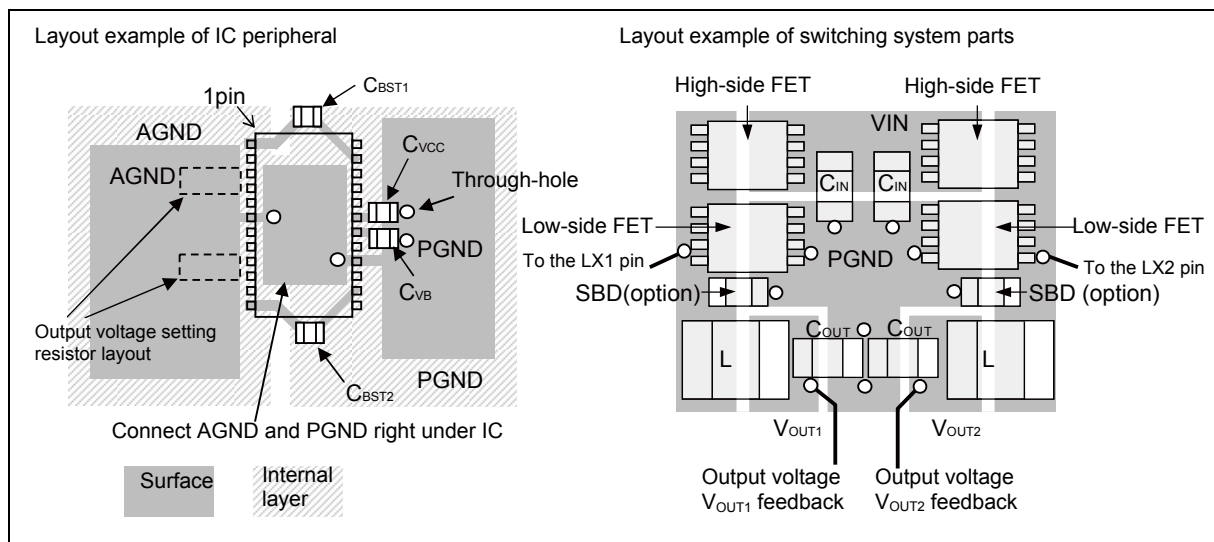 Layout example of IC peripheral
1pin
CBST1
AGND
AGND
CVCC
Through-hole
PGND
CVB
Output voltage setting
resistor layout
CBST2
PGND
Connect AGND and PGND right under IC
Surface
Internal
layer
Layout example of switching system parts
High-side FET
High-side FET
VIN
CIN
CIN
Low-side FET
Low-side FET
To the LX1 pin
PGND
To the LX2 pin
SBD(option)
SBD (option)
COUT
COUT
L
L
VOUT1
VOUT2
Output voltage
VOUT1 feedback
Output voltage
VOUT2 feedback